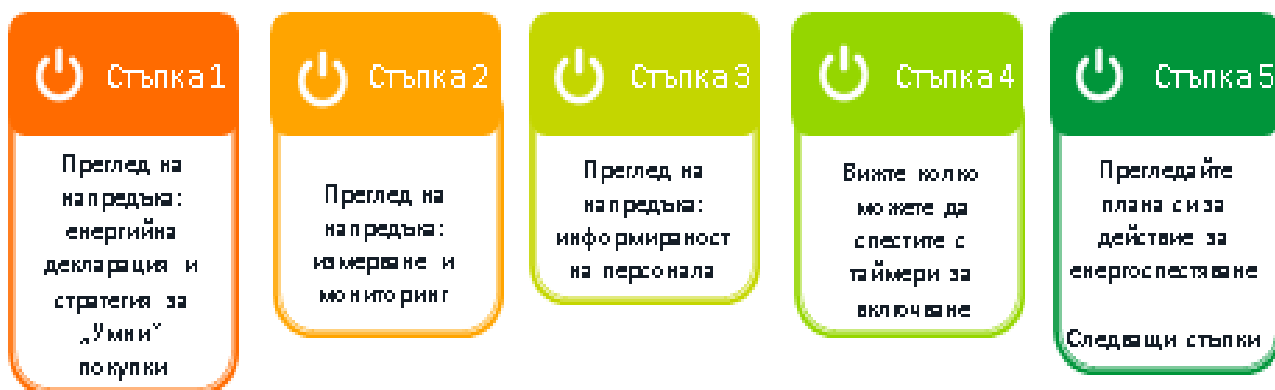 Стъпка 1
Преглед на
напредъка:
енергийна
декларация и
стратегия за
„Умни“
покупки
Стъпка 2
Преглед на
напредъка:
измерване и
мониторинг
Стъпка 3
Преглед на
напредъка:
информираност
на персонала
Стъпка 4
Вижте колко
можете да
спестите с
таймери за
включване
Стъпка 5
Прегледайте
плана си за
действие за
енергоспестяване
Следващи стъпки